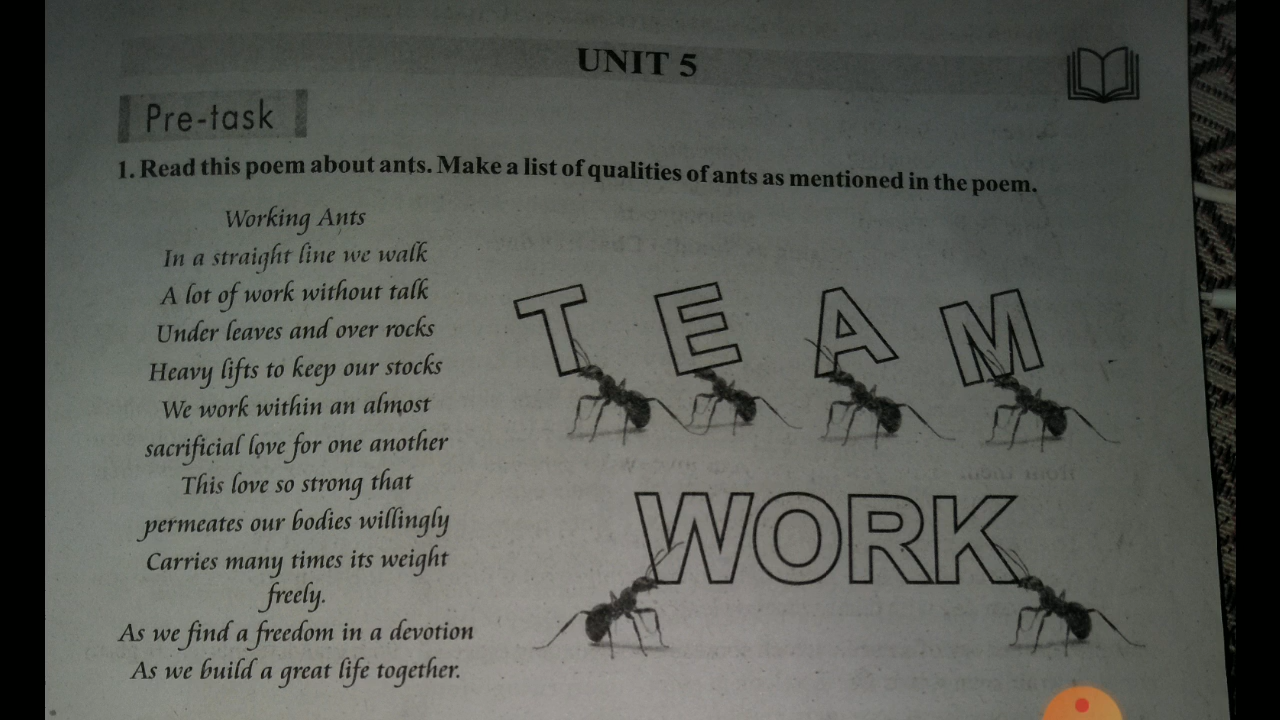 UNIT 5
Pre-task
1. Read this poem about ants. Make a list of qualities of ants as mentioned in the poem.
Working Ants
In a straight line we walk
A lot of work without talk
Under leaves and over rocks
Heavy lifts to keep our stocks
We work within an almost
sacrificial love for one another
This love so strong that
permeates our bodies willingly
Carries many times its weight
freely.
As we find a freedom in a devotion
As we build a great life together.
TEAM
WORK